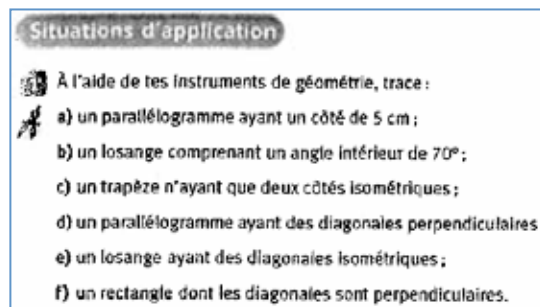 Situations d'application
À l'aide de tes instruments de géométrie, trace :
a) un parallélogramme ayant un côté de 5 cm ;
b) un losange comprenant un angle intérieur de 70° ;
c) un trapèze n'ayant que deux côtés isométriques ;
d) un parallélogramme ayant des diagonales perpendiculaires
e) un losange ayant des diagonales isométriques ;
f) un rectangle dont les diagonales sont perpendiculaires.